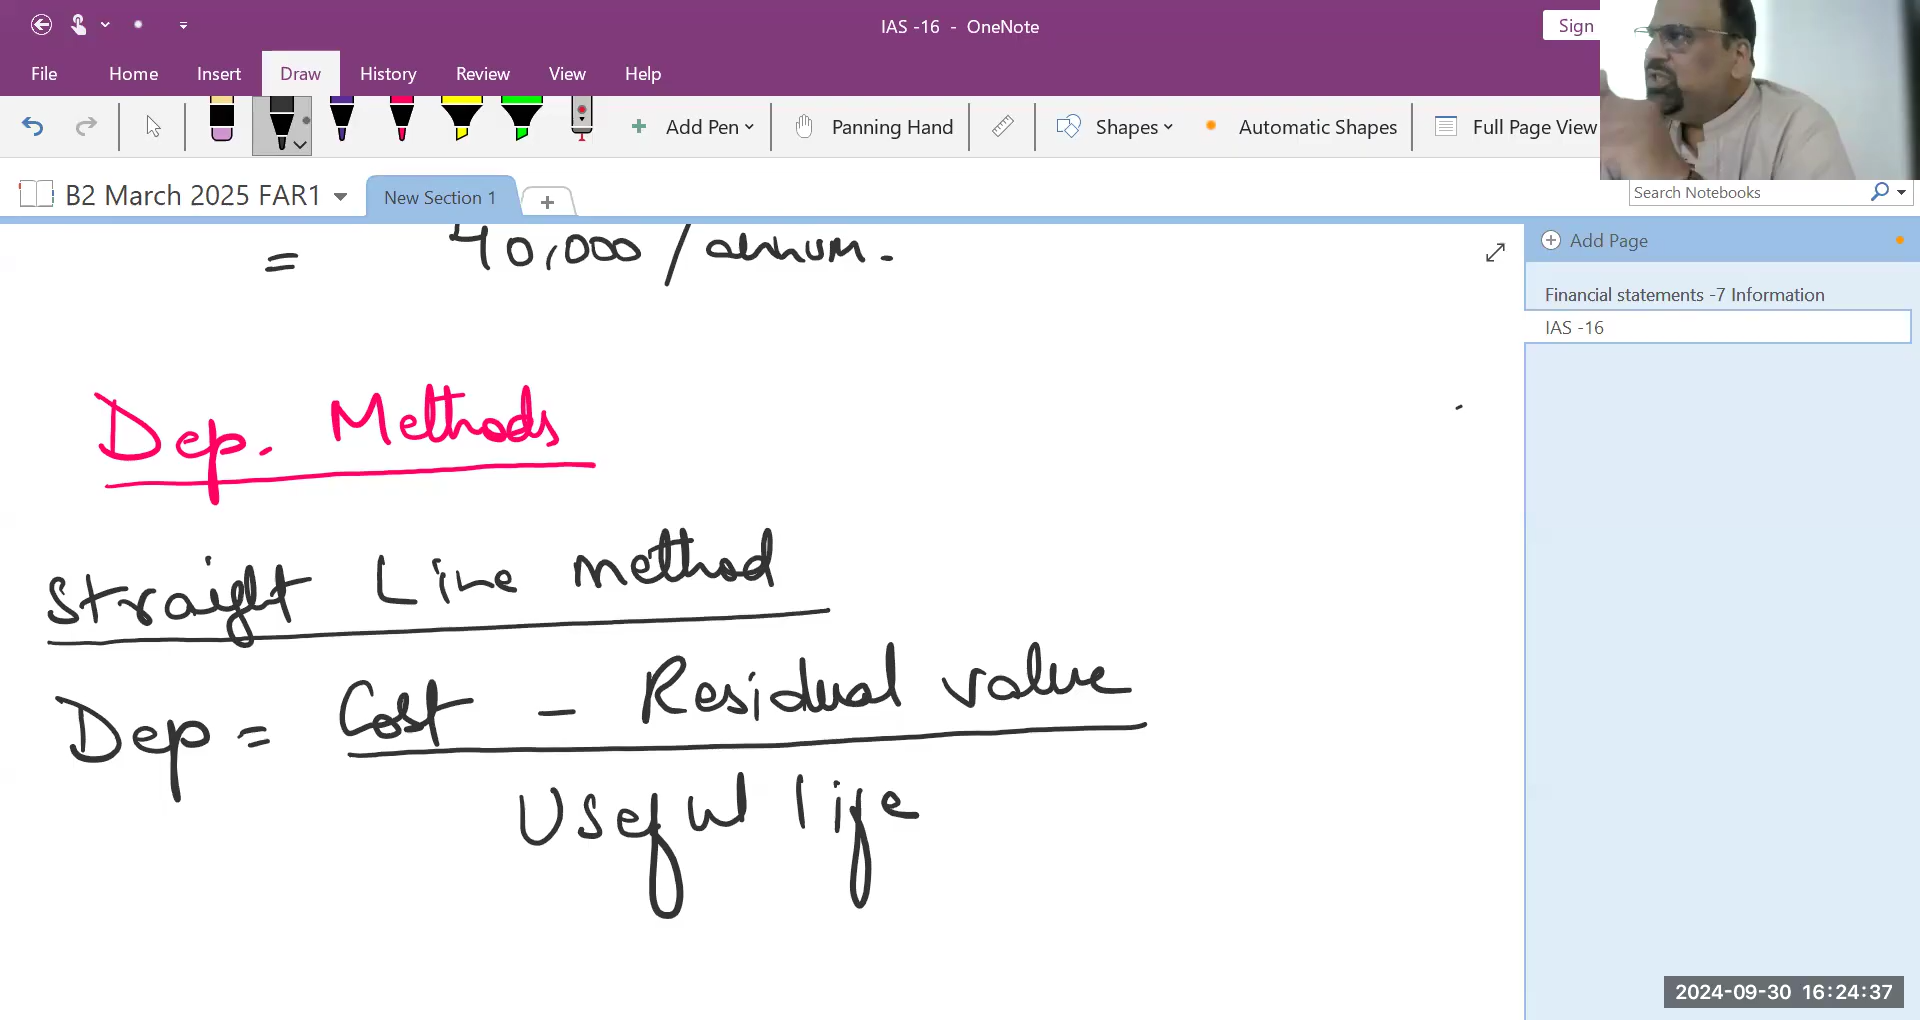 IAS -16 - OneNote
Sign
File Home Insert Draw History Review View Help
Add Pen Panning Hand Shapes Automatic Shapes Full Page View
B2 March 2025 FAR1 New Section 1
Search Notebooks
= 40,000 / annum.
Dep. Methods
Straight Line method
Dep = Cost - Residual value
Useful life
Add Page
Financial statements -7 Information
IAS -16
2024-09-30 16:24:37